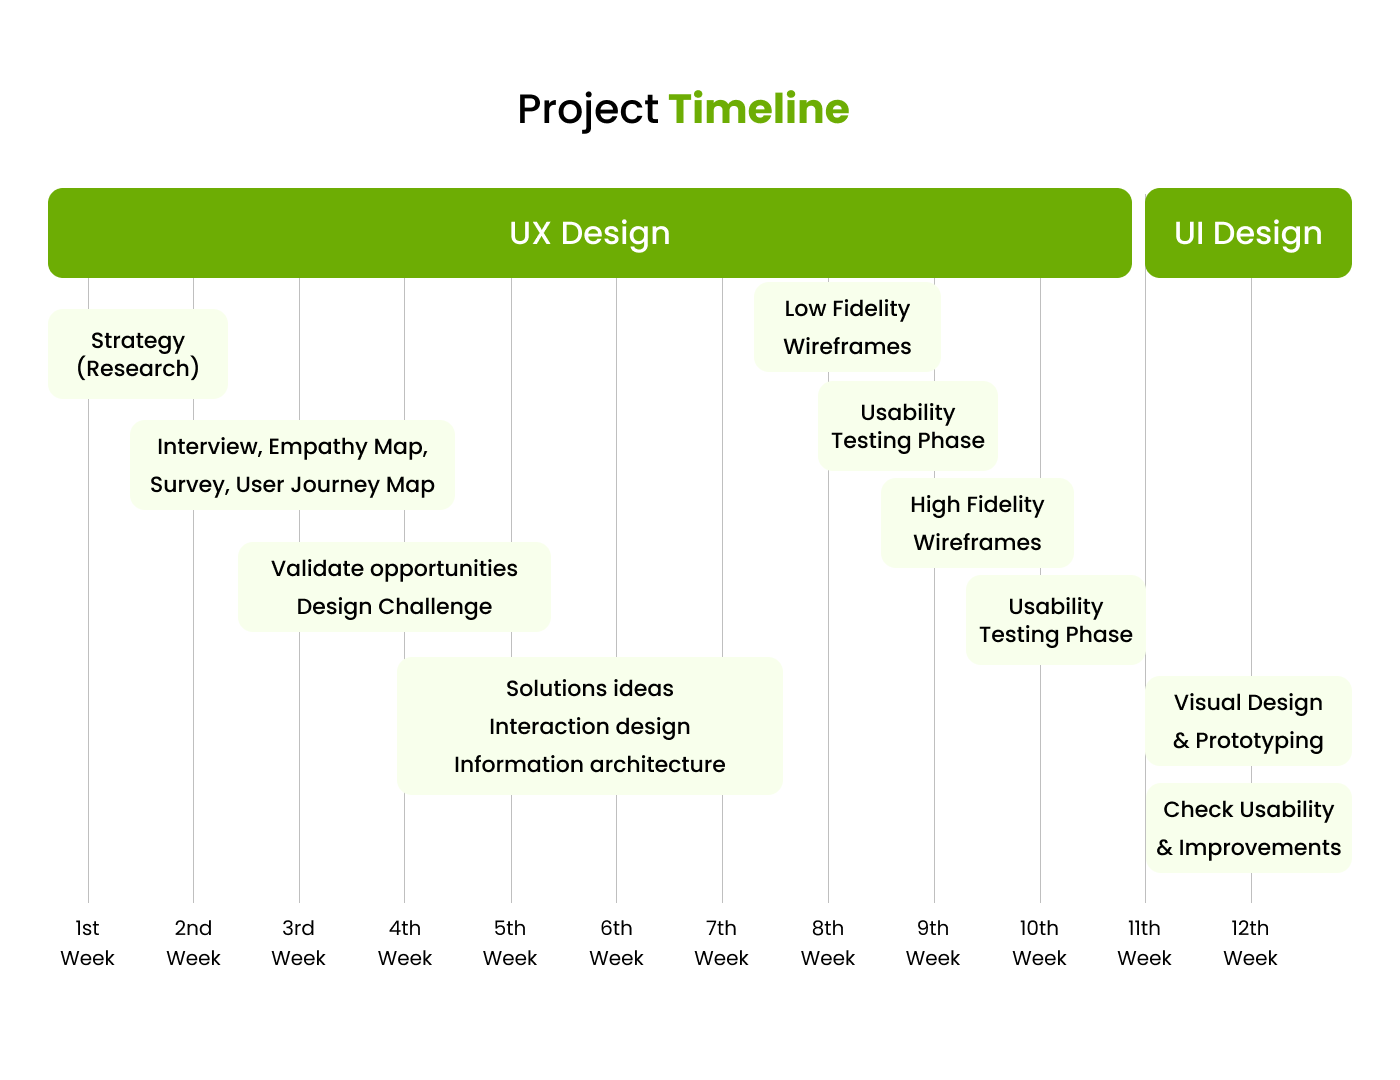 Project Timeline
UX Design
UI Design
Strategy
(Research)
Interview, Empathy Map,
Survey, User Journey Map
Validate opportunities
Design Challenge
Solutions ideas
Interaction design
Information architecture
Low Fidelity
Wireframes
Usability
Testing Phase
High Fidelity
Wireframes
Usability
Testing Phase
Visual Design
& Prototyping
Check Usability
& Improvements
1st
Week
2nd
Week
3rd
Week
4th
Week
5th
Week
6th
Week
7th
Week
8th
Week
9th
Week
10th
Week
11th
Week
12th
Week